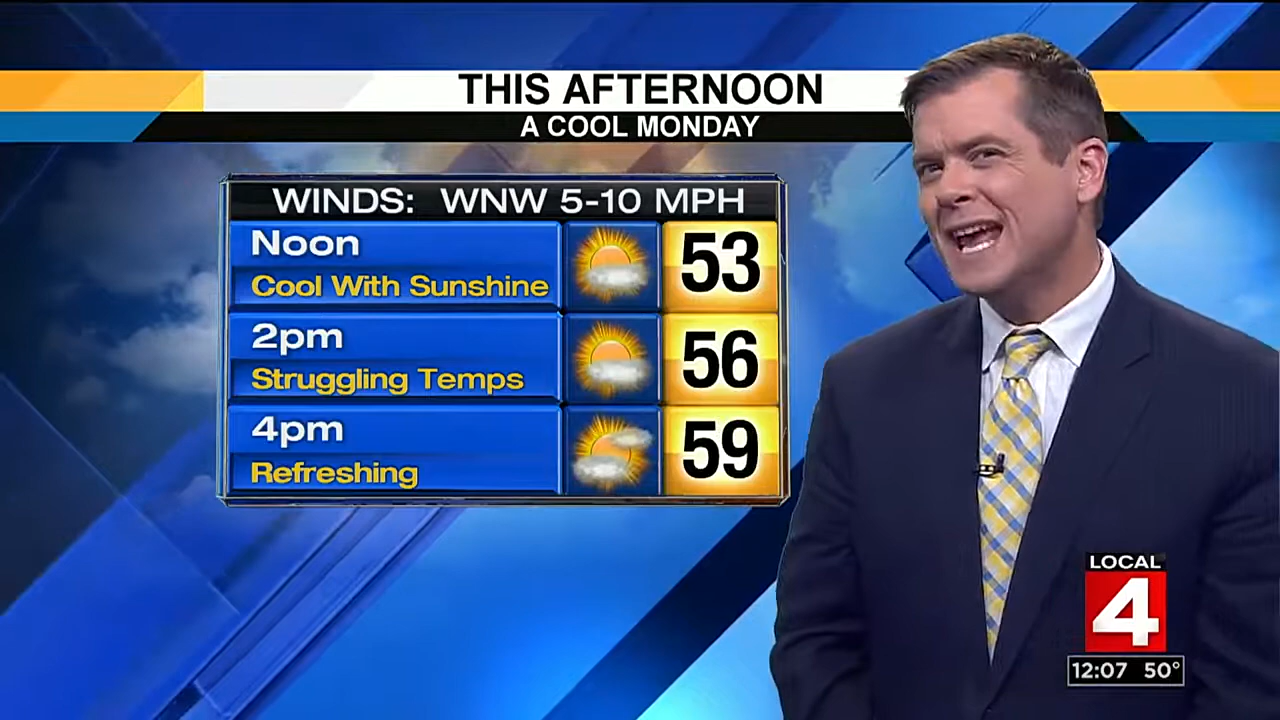 THIS AFTERNOON
A COOL MONDAY
WINDS: WNW 5-10 MPH
Noon
Cool With Sunshine
53
2pm
Struggling Temps
56
4pm
Refreshing
59
LOCAL
4
12:07 50°